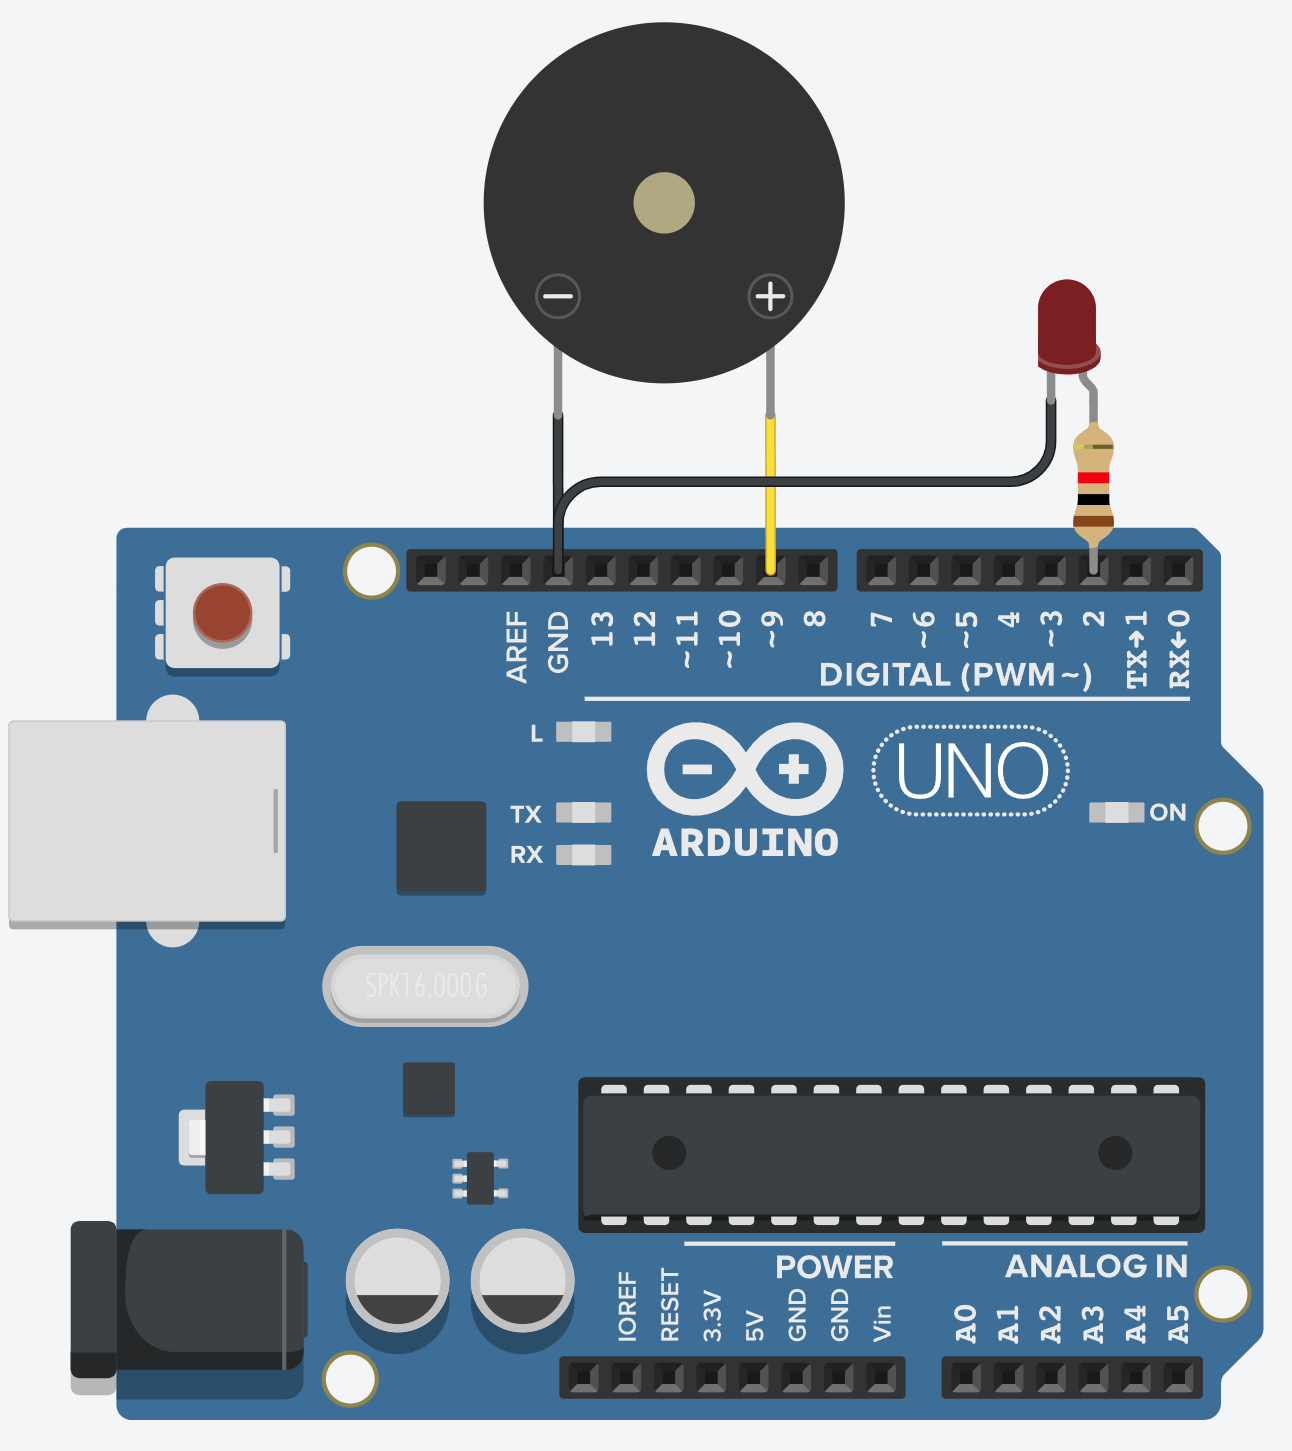 − +
AREF GND 13 12 ~11 ~10 ~9 8 7 ~6 ~5 4 ~3 2 TX→1 RX←0
DIGITAL (PWM~)
L
− +
UNO
TX
ON
RX
ARDUINO
SPK16.000G
POWER
ANALOG IN
IOREF RESET 3.3V 5V GND GND Vin A0 A1 A2 A3 A4 A5